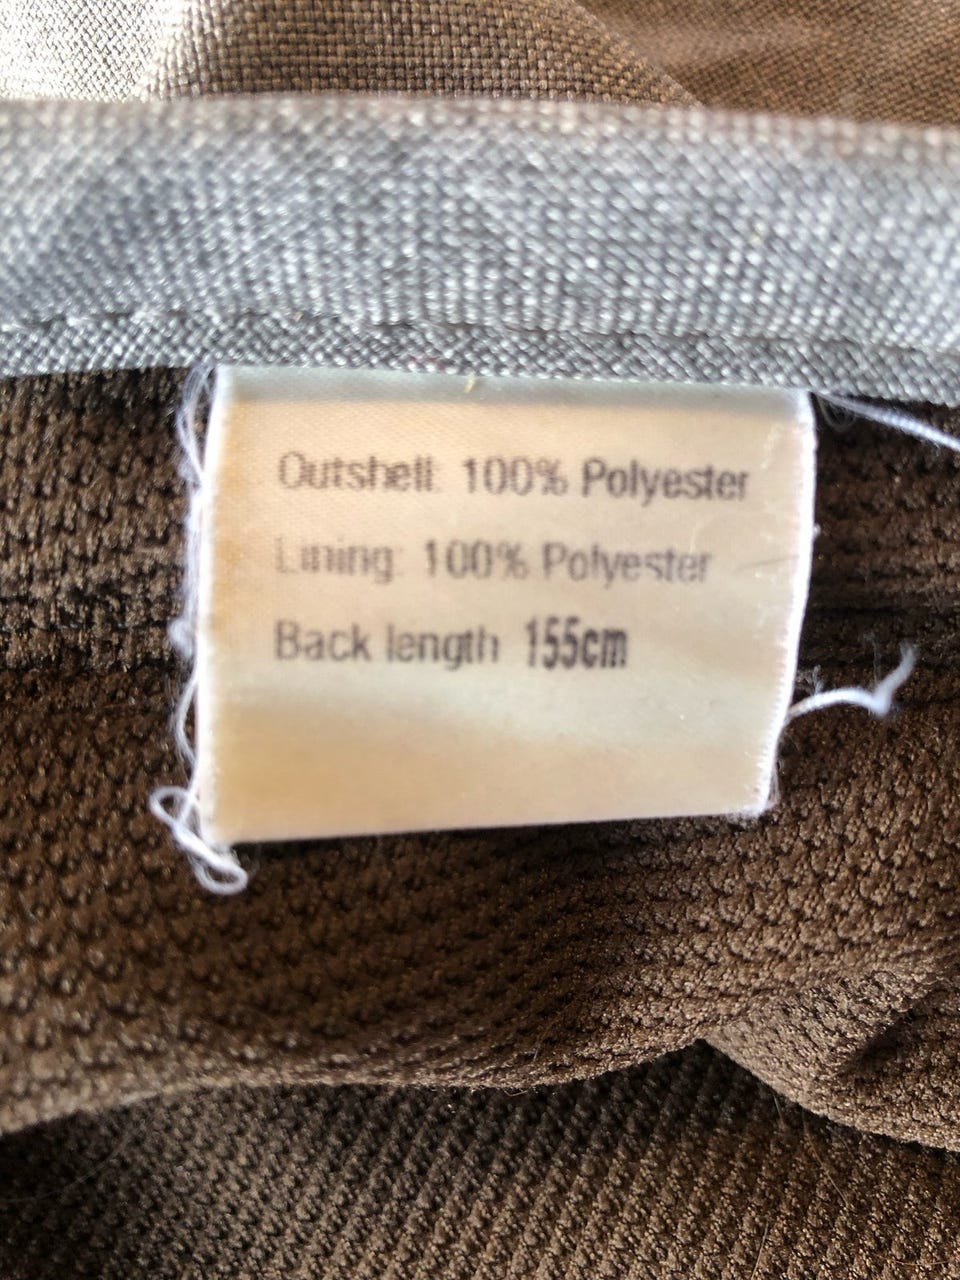 Outshell: 100% Polyester
Lining: 100% Polyester
Back length 155cm